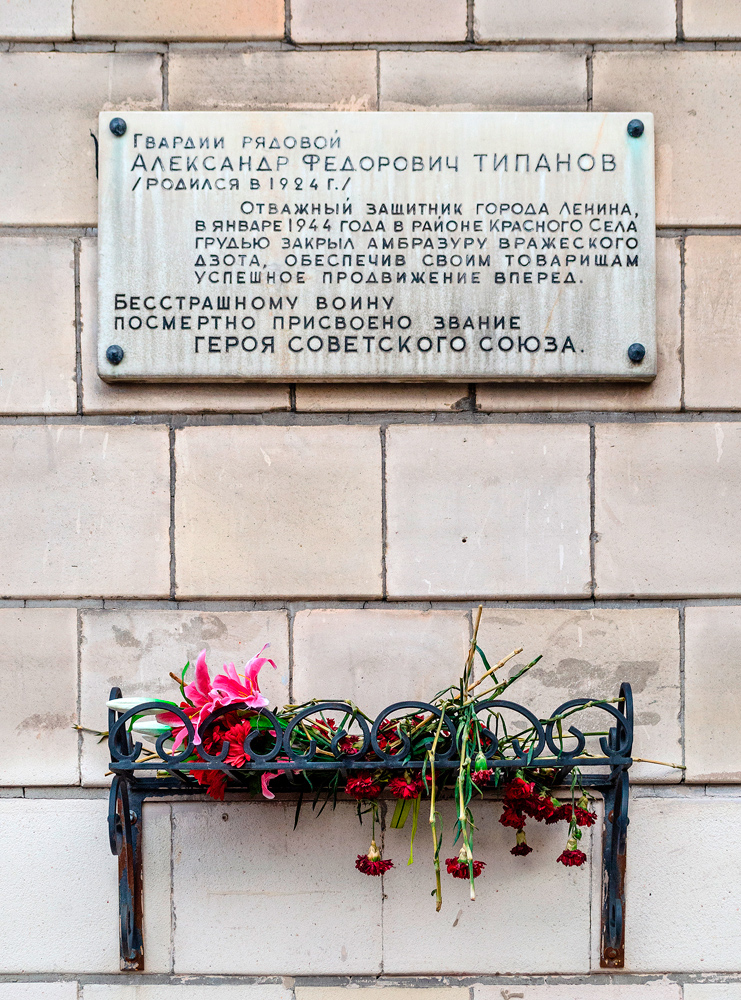 Гвардии рядовой
Александр Федорович ТИПАНОВ
/родился в 1924 г./
Отважный защитник города Ленина,
в январе 1944 года в районе Красного Села
грудью закрыл амбразуру вражеского
дзота, обеспечив своим товарищам
успешное продвижение вперед.
Бесстрашному воину
посмертно присвоено звание
ГЕРОЯ СОВЕТСКОГО СОЮЗА.